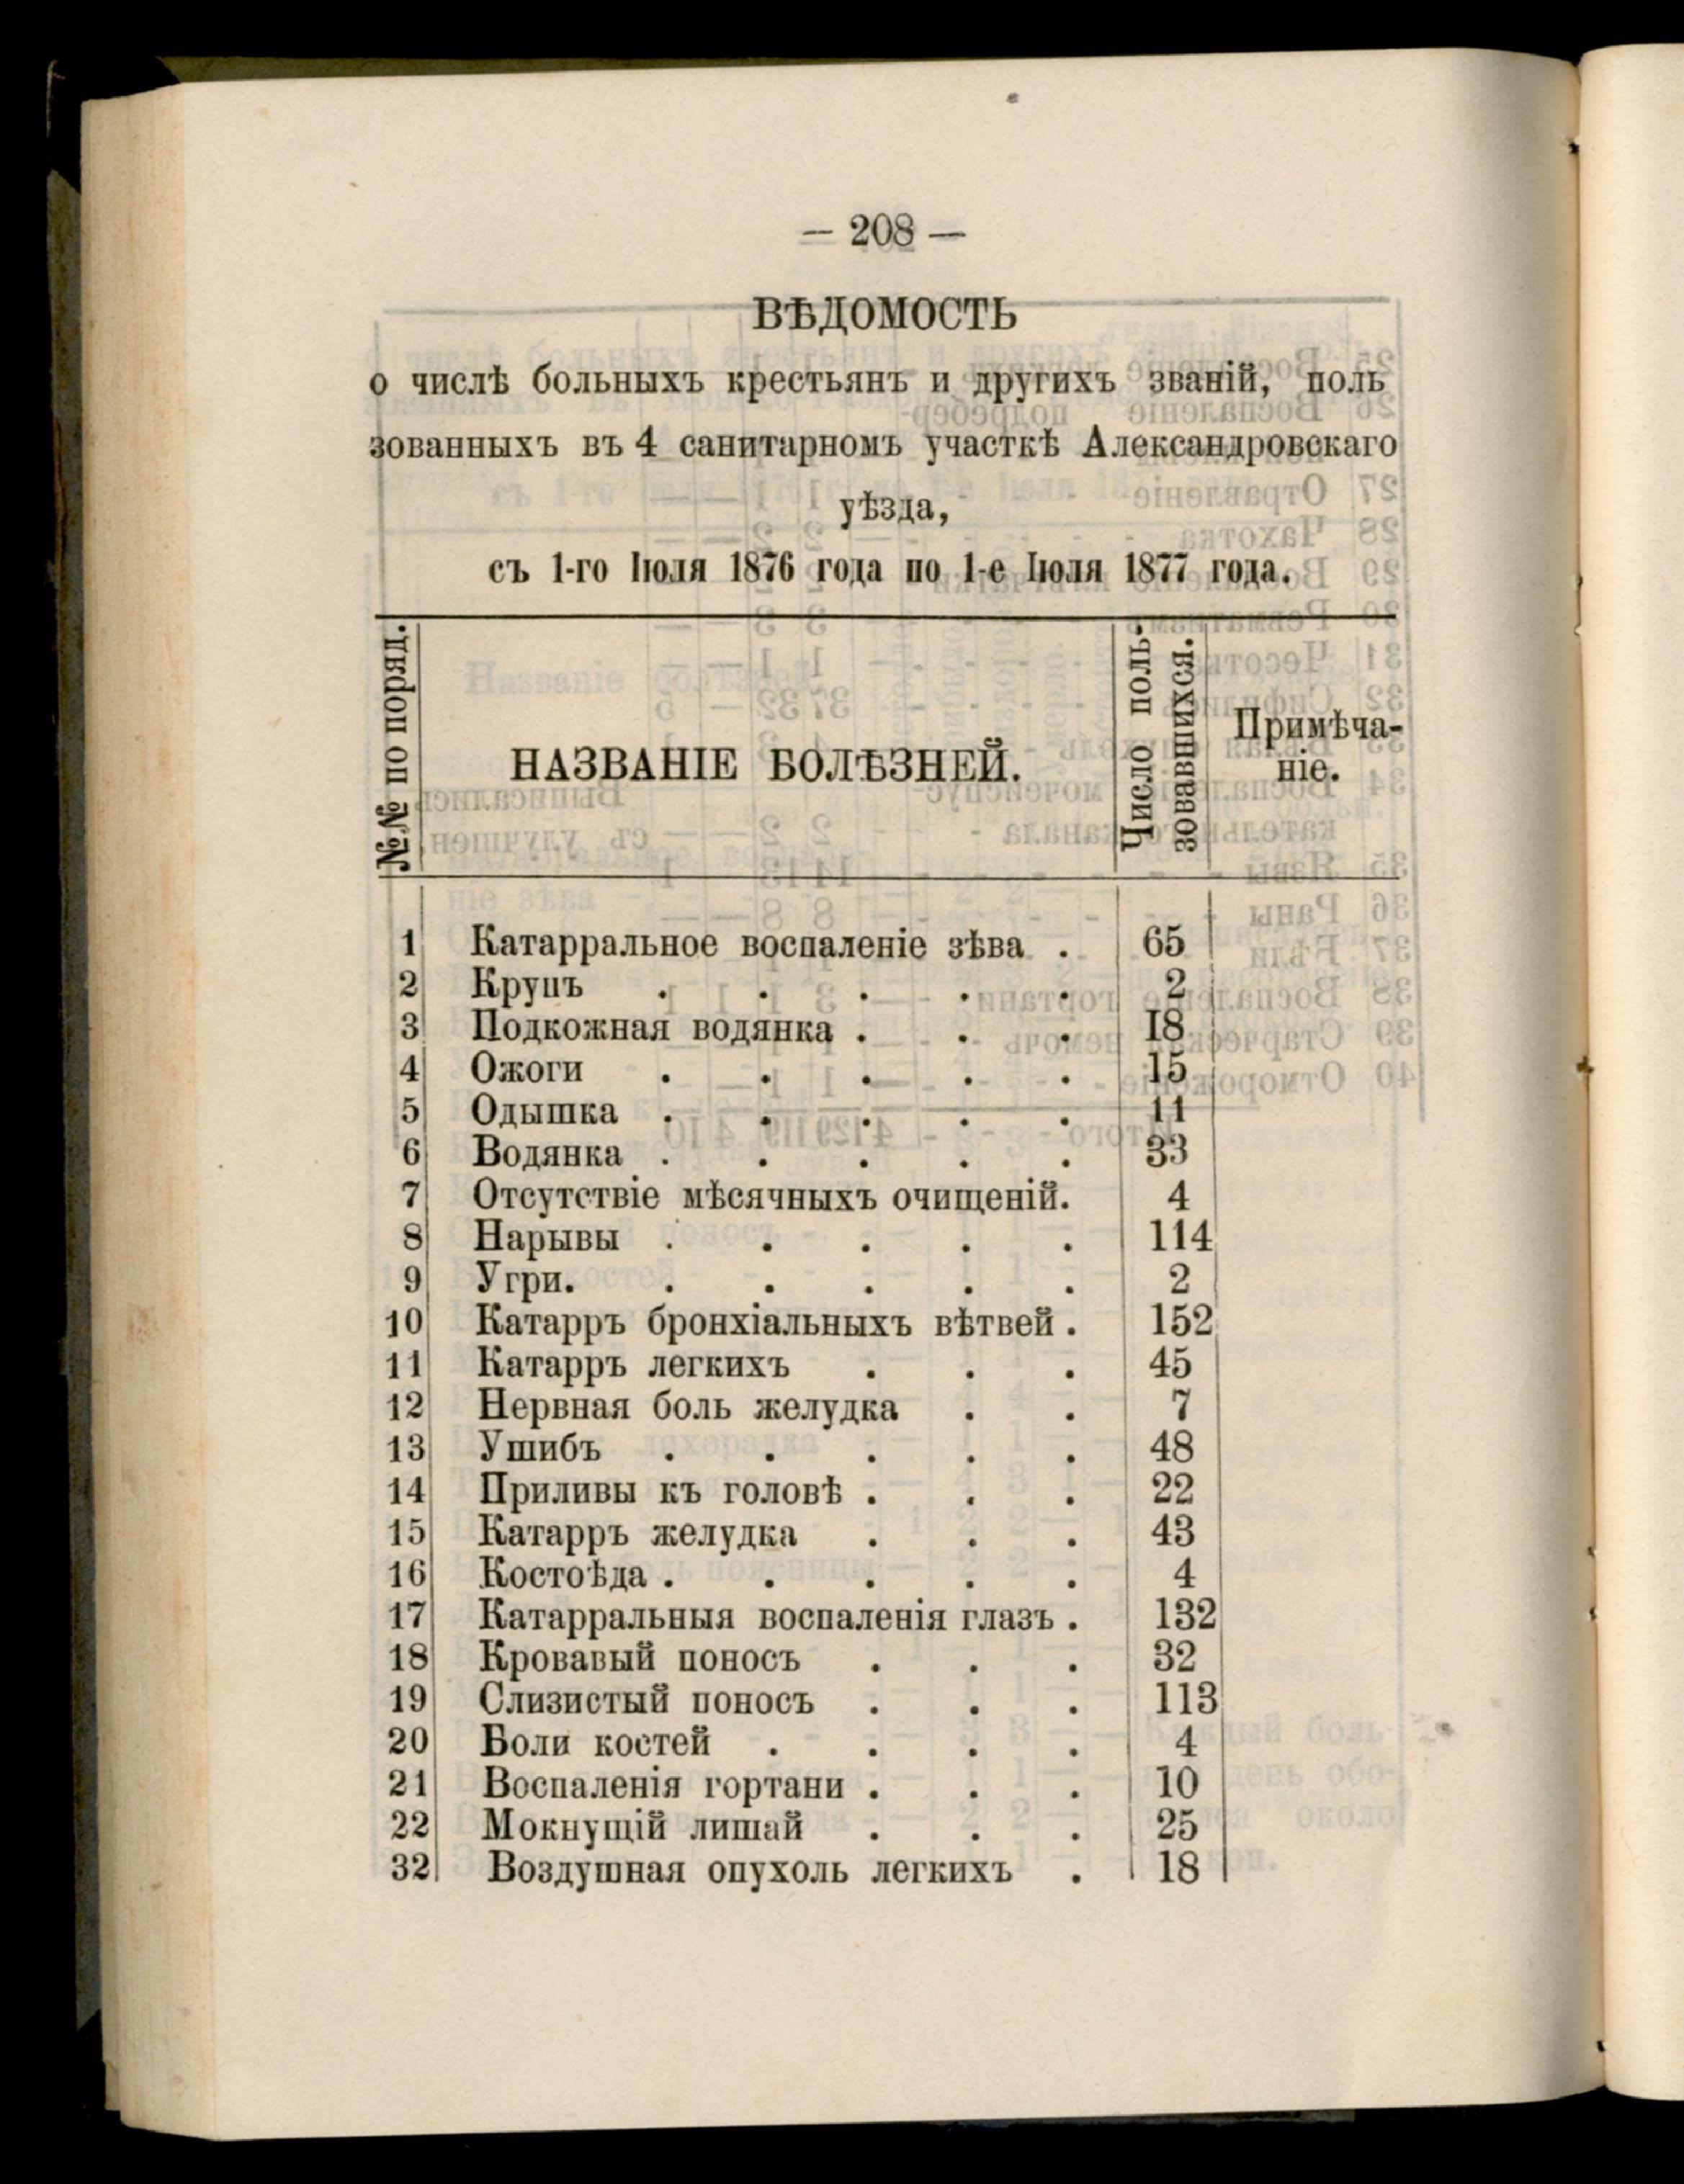 — 208 —
ВѢДОМОСТЬ
о числѣ больныхъ крестьянъ и другихъ званій, поль
зованныхъ въ 4 санитарномъ участкѣ Александровскаго
уѣзда,
съ 1-го Іюля 1876 года по 1-е Іюля 1877 года.
№№ по поряд.
НАЗВАНІЕ БОЛѢЗНЕЙ.
Число поль-
зовавшихся.
Примѣча-
ніе.
1 Катарральное воспаленіе зѣва . 65
2 Крупъ . . . . . 2
3 Подкожная водянка . . . 18
4 Ожоги . . . . . 15
5 Одышка . . . . . 11
6 Водянка . . . . . 33
7 Отсутствіе мѣсячныхъ очищеній. 4
8 Нарывы . . . . . 114
9 Угри. . . . . . 2
10 Катарръ бронхіальныхъ вѣтвей . 152
11 Катарръ легкихъ . . . 45
12 Нервная боль желудка . . 7
13 Ушибъ . . . . . 48
14 Приливы къ головѣ . . . 22
15 Катарръ желудка . . . 43
16 Костоѣда . . . . . 4
17 Катарральныя воспаленія глазъ . 132
18 Кровавый поносъ . . . 32
19 Слизистый поносъ . . . 113
20 Боли костей . . . . 4
21 Воспаленія гортани . . . 10
22 Мокнущій лишай . . . 25
32 Воздушная опухоль легкихъ . 18